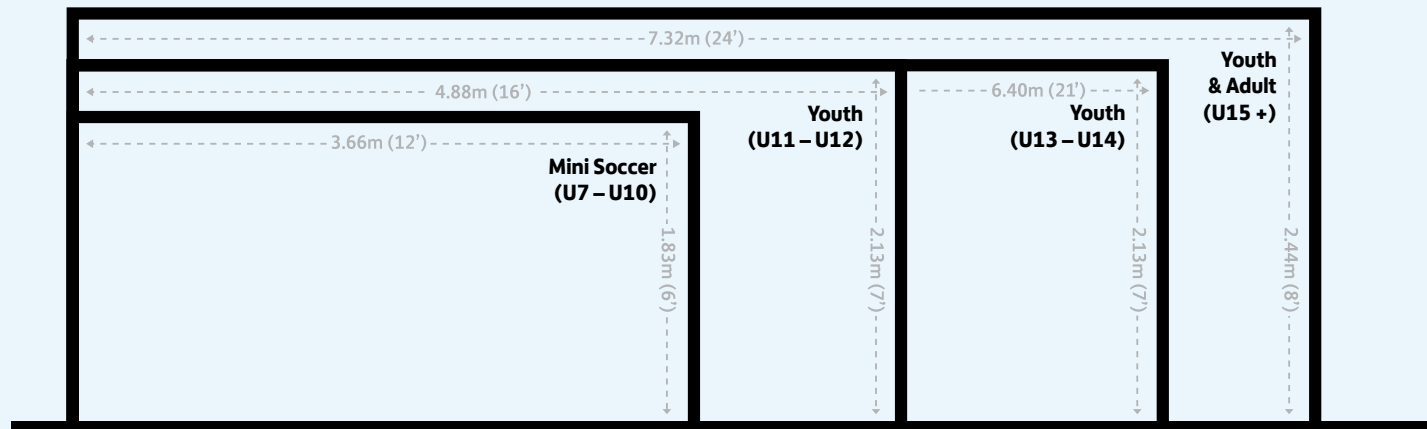 7.32m (24’)
Youth
& Adult
(U15 +)
4.88m (16’)
Youth
(U11 – U12)
6.40m (21’)
Youth
(U13 – U14)
3.66m (12’)
Mini Soccer
(U7 – U10)
1.83m (6’)
2.13m (7’)
2.13m (7’)
2.44m (8’)